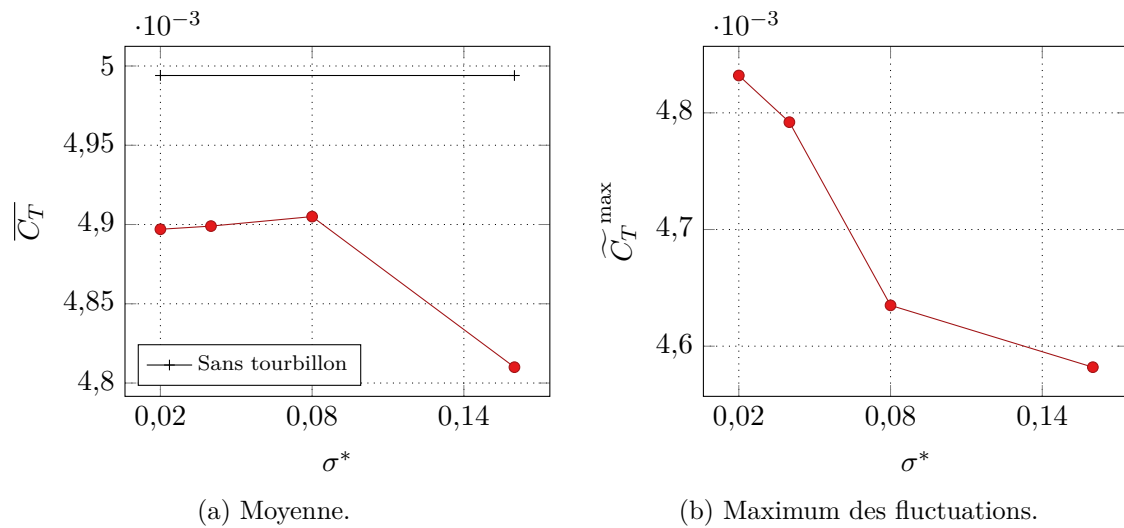 ·10⁻³
5
4,95
4,9
4,85
4,8
C_T
Sans tourbillon
0,02
0,08
0,14
σ*
(a) Moyenne.
·10⁻³
4,8
4,7
4,6
C̃_T^max
0,02
0,08
0,14
σ*
(b) Maximum des fluctuations.